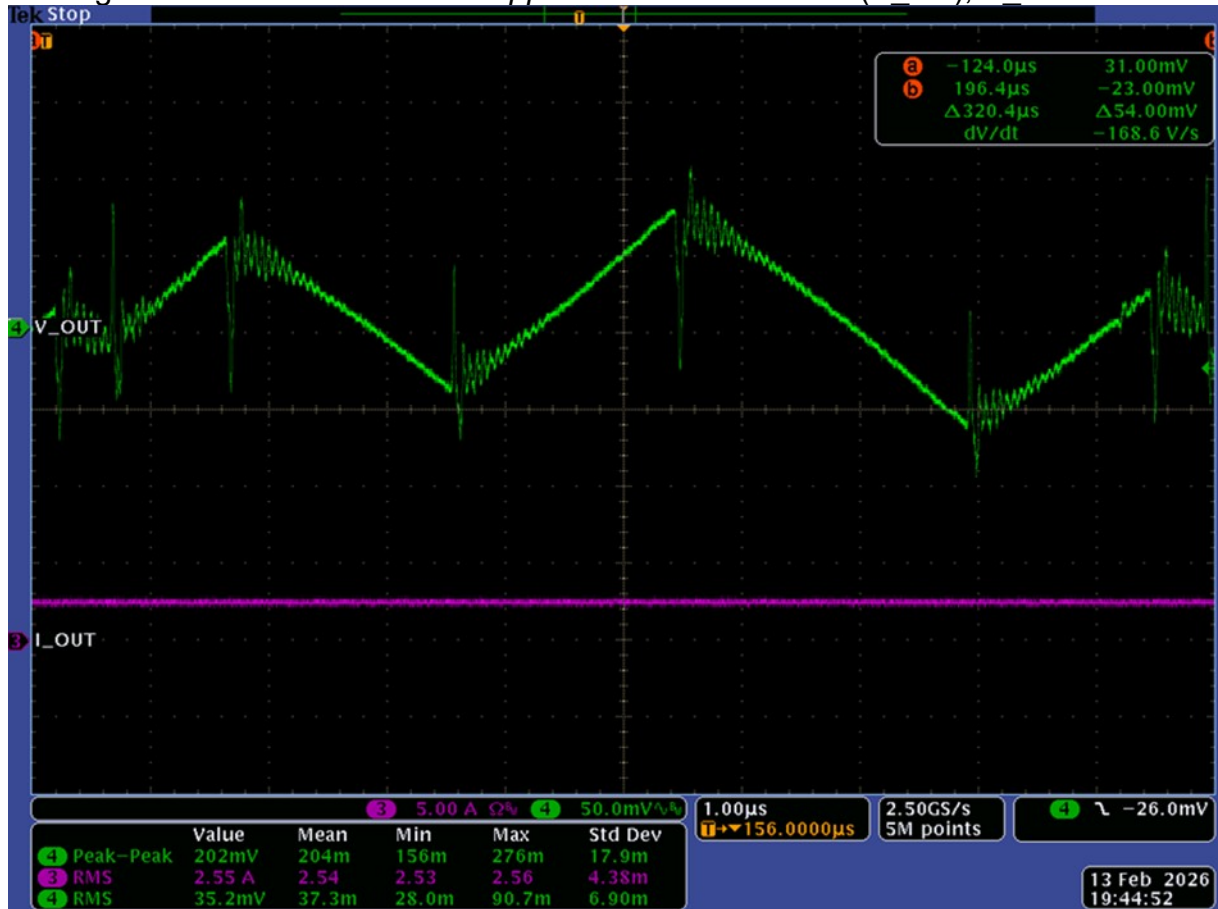 Tek Stop
a T
b
a −124.0µs 31.00mV
b 196.4µs −23.00mV
Δ320.4µs Δ54.00mV
dV/dt −168.6 V/s
4 V_OUT
3 I_OUT
3 5.00 A Ω 4 50.0mV
1.00µs
T→▼156.0000µs
2.50GS/s
5M points
4 −26.0mV
Value Mean Min Max Std Dev
4 Peak−Peak 202mV 204m 156m 276m 17.9m
3 RMS 2.55 A 2.54 2.53 2.56 4.38m
4 RMS 35.2mV 37.3m 28.0m 90.7m 6.90m
13 Feb 2026
19:44:52